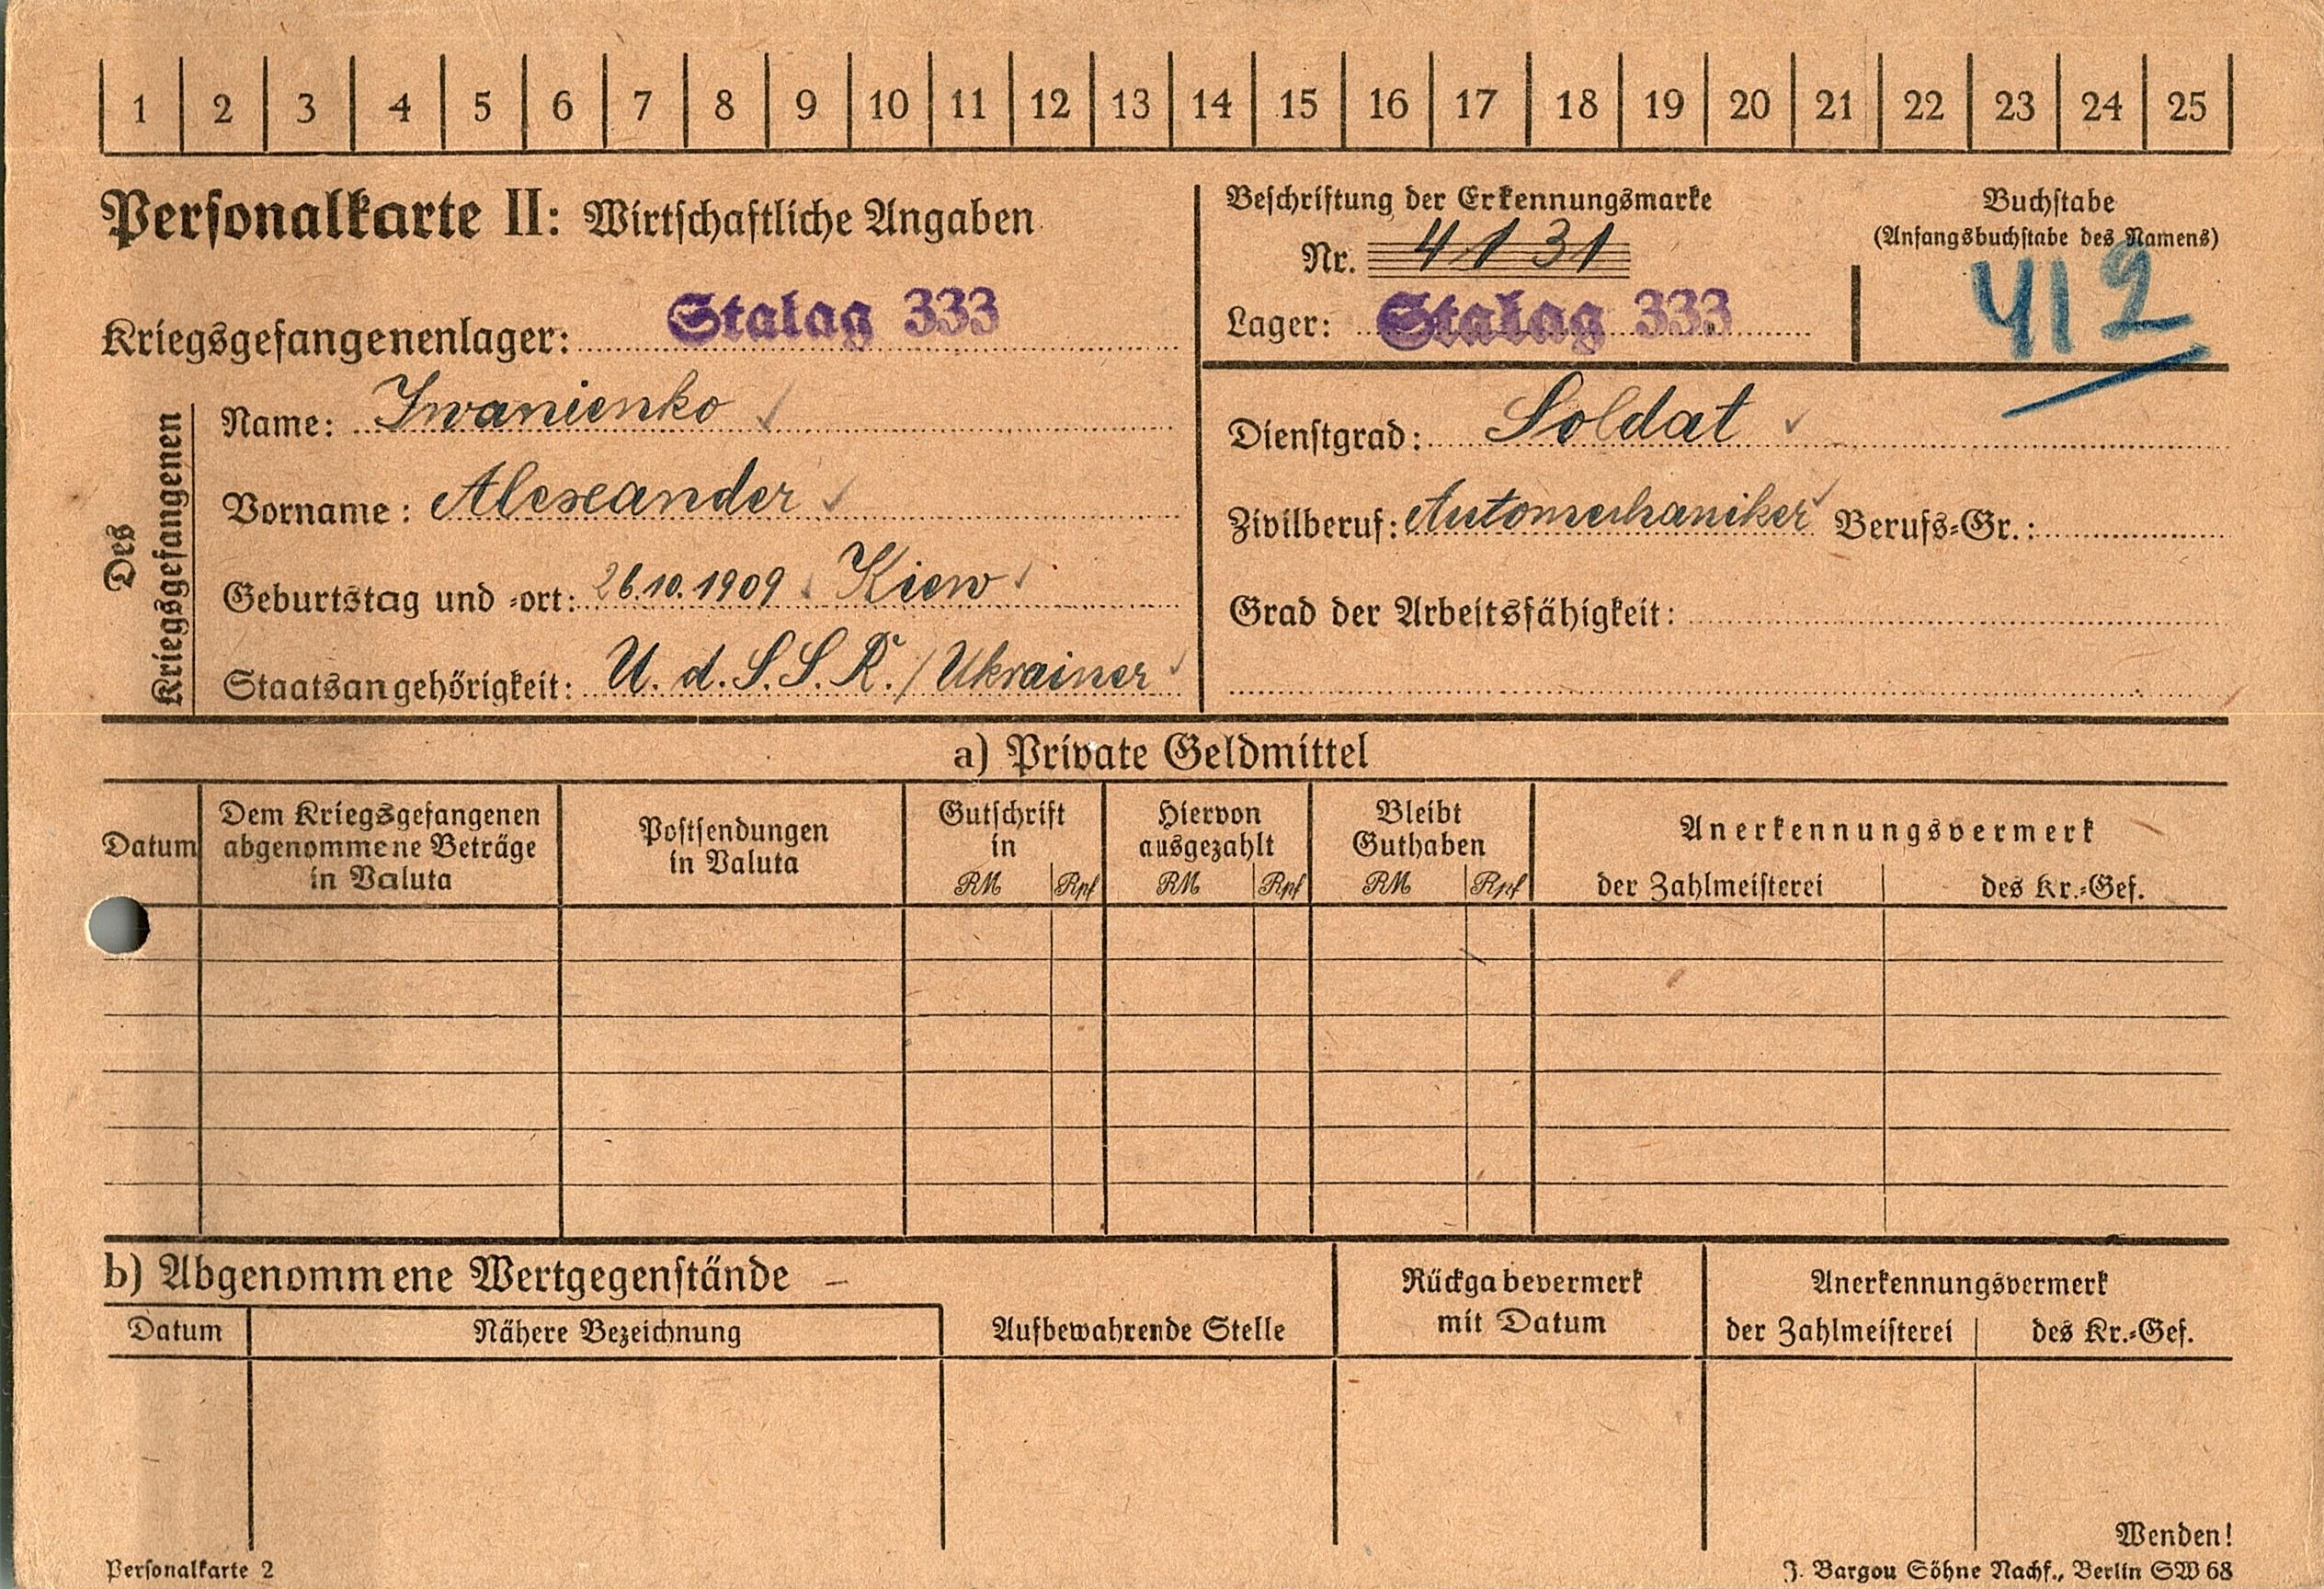 1 2 3 4 5 6 7 8 9 10 11 12 13 14 15 16 17 18 19 20 21 22 23 24 25
Personalkarte II: Wirtschaftliche Angaben
Kriegsgefangenenlager: Stalag 333
Beschriftung der Erkennungsmarke
Nr. 4131
Lager: Stalag 333
Buchstabe
(Anfangsbuchstabe des Namens)
412
Des
Kriegsgefangenen
Name: Iwanienko
Vorname: Alexander
Geburtstag und -ort: 26.10.1909 Kiew
Staatsangehörigkeit: U. d. S. S. R. / Ukrainer
Dienstgrad: Soldat
Zivilberuf: Automechaniker Berufs-Gr.:
Grad der Arbeitsfähigkeit:
a) Private Geldmittel
Datum
Dem Kriegsgefangenen
abgenommene Beträge
in Valuta
Postsendungen
in Valuta
Gutschrift
in
RM Rpf
Hiervon
ausgezahlt
RM Rpf
Bleibt
Guthaben
RM Rpf
Anerkennungsvermerk
der Zahlmeisterei
des Kr.-Gef.
b) Abgenommene Wertgegenstände –
Datum
Nähere Bezeichnung
Aufbewahrende Stelle
Rückgabevermerk
mit Datum
Anerkennungsvermerk
der Zahlmeisterei
des Kr.-Gef.
Wenden!
Personalkarte 2
J. Bargou Söhne Nachf., Berlin SW 68